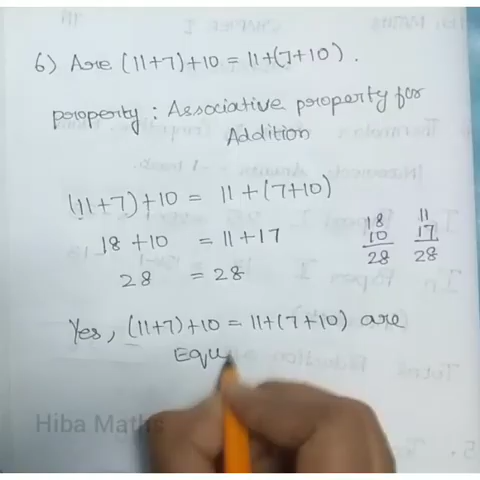 6) Are (11+7)+10 = 11+(7+10).
property : Associative property for
Addition
(11+7)+10 = 11+(7+10)
18+10 = 11+17
28 = 28
18
10
28
11
17
28
Yes, (11+7)+10 = 11+(7+10) are
Equ
Hiba Maths